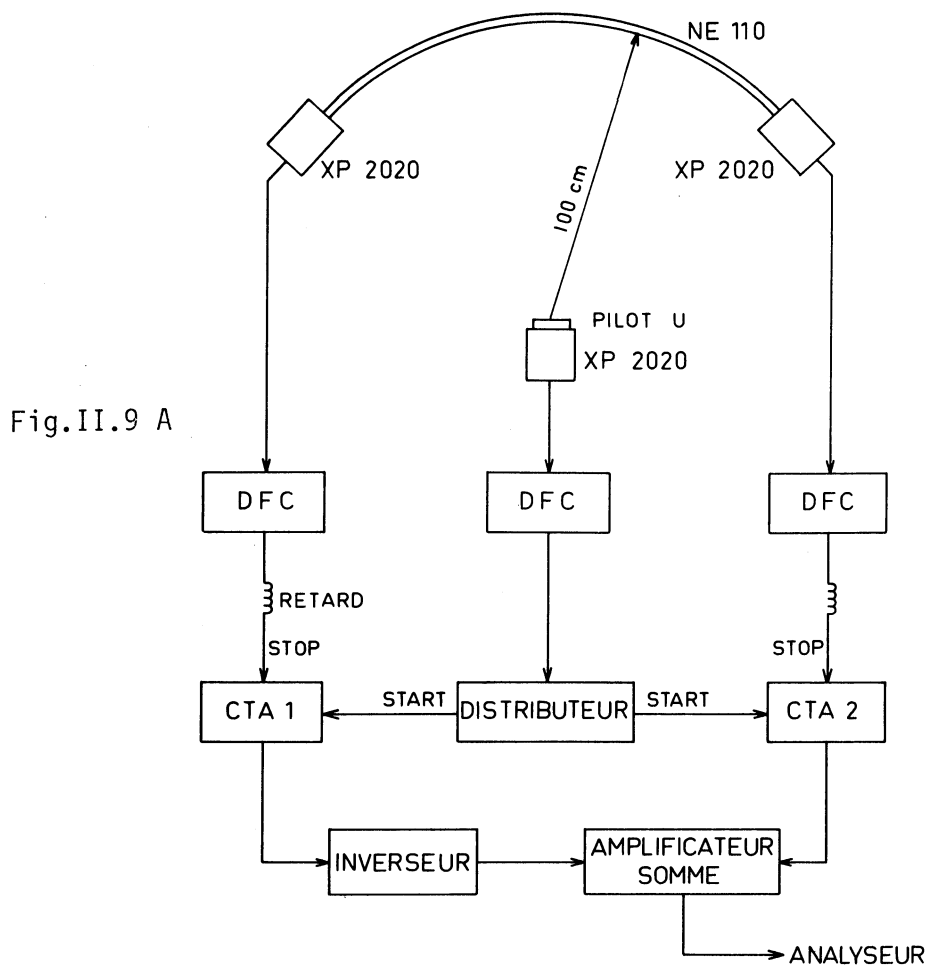 NE 110
XP 2020
XP 2020
100 cm
PILOT U
XP 2020
Fig.II.9 A
DFC
DFC
DFC
RETARD
STOP
STOP
CTA 1
START
DISTRIBUTEUR
START
CTA 2
INVERSEUR
AMPLIFICATEUR
SOMME
ANALYSEUR